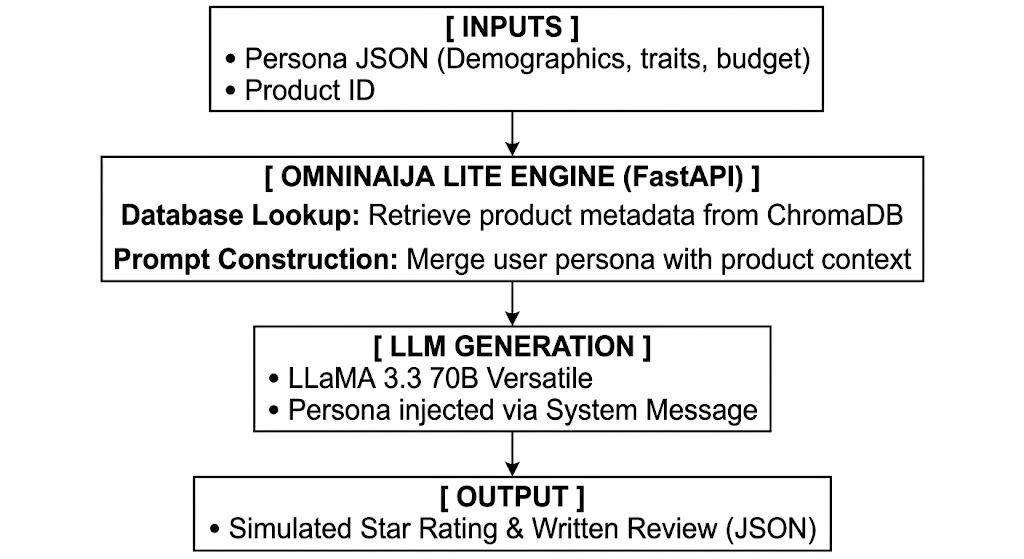 [ INPUTS ]
• Persona JSON (Demographics, traits, budget)
• Product ID
[ OMNINAIJA LITE ENGINE (FastAPI) ]
Database Lookup: Retrieve product metadata from ChromaDB
Prompt Construction: Merge user persona with product context
[ LLM GENERATION ]
• LLaMA 3.3 70B Versatile
• Persona injected via System Message
[ OUTPUT ]
• Simulated Star Rating & Written Review (JSON)